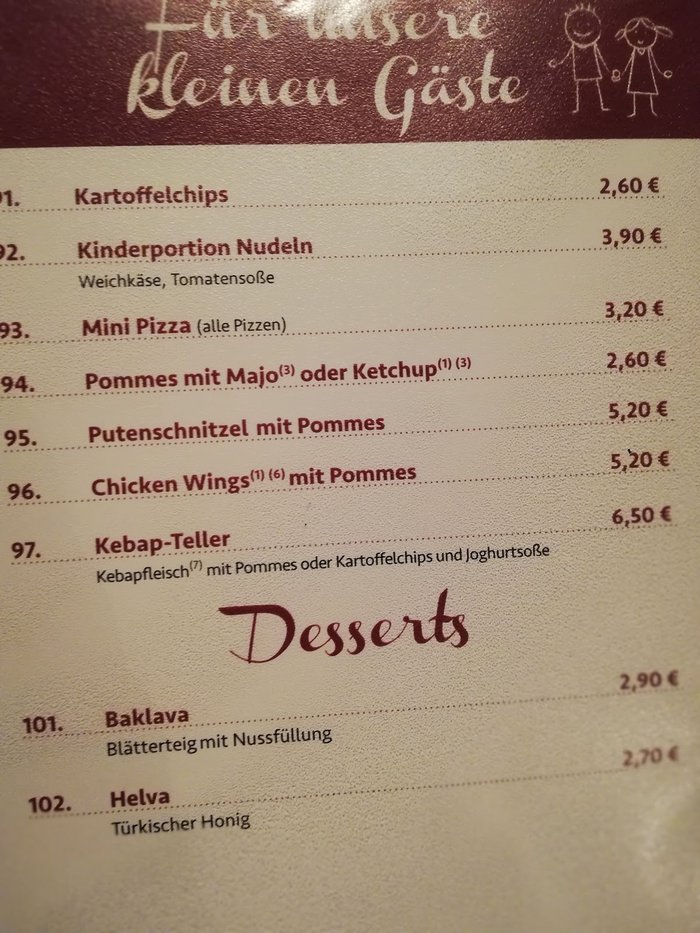 Für unsere
kleinen Gäste
91. Kartoffelchips 2,60 €
92. Kinderportion Nudeln 3,90 €
Weichkäse, Tomatensoße
93. Mini Pizza (alle Pizzen) 3,20 €
94. Pommes mit Majo(3) oder Ketchup(1) (3) 2,60 €
95. Putenschnitzel mit Pommes 5,20 €
96. Chicken Wings(1) (6) mit Pommes 5,20 €
97. Kebap-Teller 6,50 €
Kebapfleisch(7) mit Pommes oder Kartoffelchips und Joghurtsoße
Desserts
101. Baklava 2,90 €
Blätterteig mit Nussfüllung
102. Helva 2,70 €
Türkischer Honig